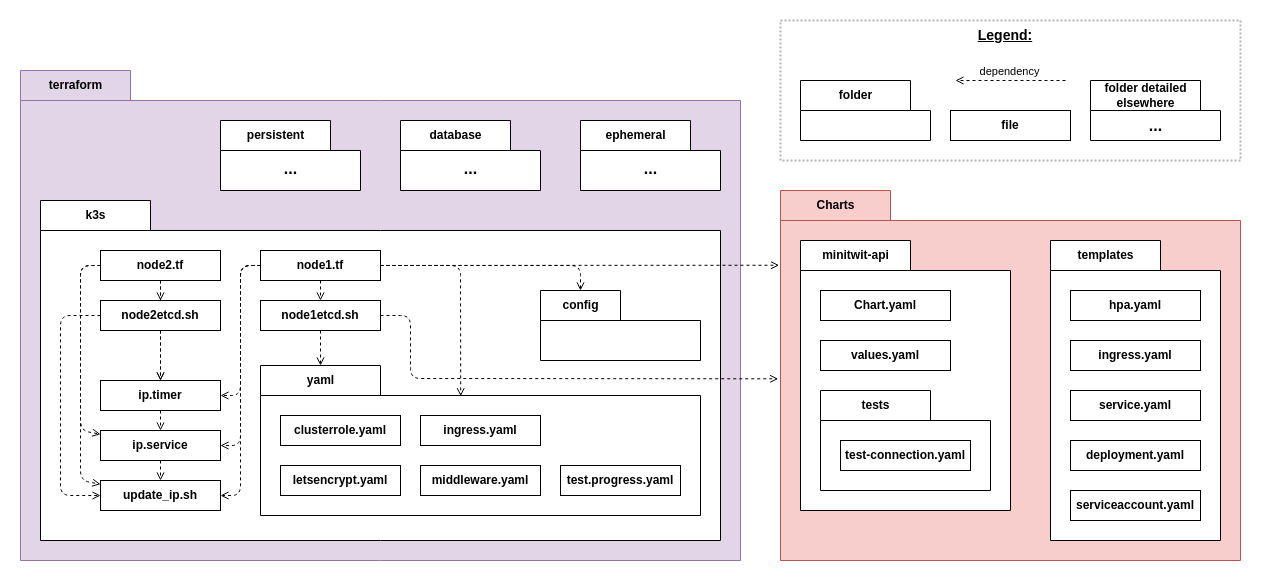 Legend:
dependency
folder
file
folder detailed
elsewhere
...
terraform
persistent
...
database
...
ephemeral
...
k3s
node2.tf
node1.tf
node2etcd.sh
node1etcd.sh
config
ip.timer
yaml
ip.service
clusterrole.yaml
ingress.yaml
update_ip.sh
letsencrypt.yaml
middleware.yaml
test.progress.yaml
Charts
minitwit-api
Chart.yaml
values.yaml
tests
test-connection.yaml
templates
hpa.yaml
ingress.yaml
service.yaml
deployment.yaml
serviceaccount.yaml